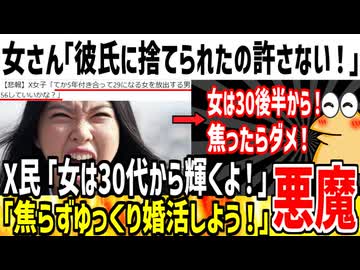 女さん「彼氏に捨てられたの許さない！」
【悲報】X女子「てか5年付き合って29になる女を放出する男
56していいかな？」
女は30後半から！
焦ったらダメ！
X民「女は30代から輝くよ！」
「焦らずゆっくり婚活しよう！」
悪魔